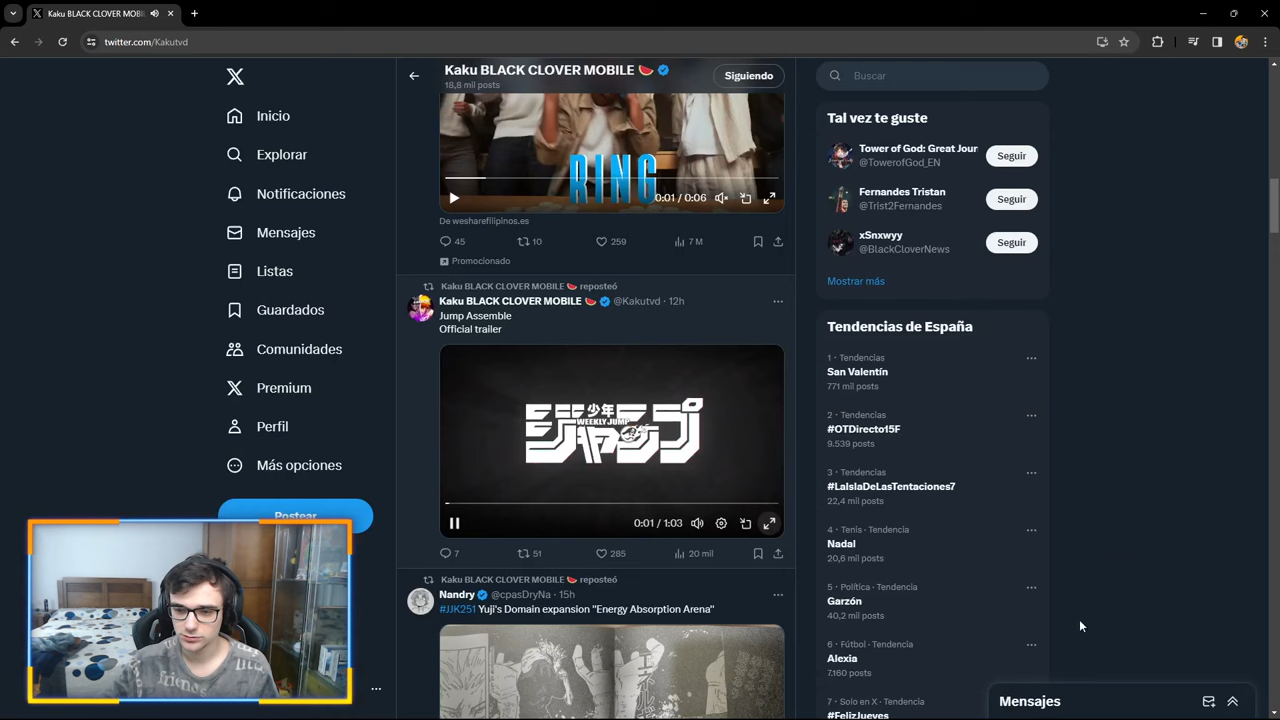 Kaku BLACK CLOVER MOBIL
twitter.com/Kakutvd
Inicio
Explorar
Notificaciones
Mensajes
Listas
Guardados
Comunidades
Premium
Perfil
Más opciones
Postear
friends
Kaku BLACK CLOVER MOBILE 🍉
18,8 mil posts
Siguiendo
RING
0:01 / 0:06
De wesharefilipinos.es
45
10
259
7 M
Promocionado
Kaku BLACK CLOVER MOBILE 🍉 reposteó
Kaku BLACK CLOVER MOBILE 🍉 @Kakutvd · 12h
Jump Assemble
Official trailer
少年
WEEKLY JUMP
ジャンプ
0:01 / 1:03
7
51
285
20 mil
Kaku BLACK CLOVER MOBILE 🍉 reposteó
Nandry @cpasDryNa · 15h
#JJK251 Yuji's Domain expansion "Energy Absorption Arena"
Buscar
Tal vez te guste
Tower of God: Great Jour
@TowerofGod_EN
Seguir
Fernandes Tristan
@Trist2Fernandes
Seguir
xSnxwyy
@BlackCloverNews
Seguir
Mostrar más
Tendencias de España
1 · Tendencias
San Valentín
771 mil posts
2 · Tendencias
#OTDirecto15F
9.539 posts
3 · Tendencias
#LaIslaDeLasTentaciones7
22,4 mil posts
4 · Tenis · Tendencia
Nadal
20,6 mil posts
5 · Política · Tendencia
Garzón
40,2 mil posts
6 · Fútbol · Tendencia
Alexia
7.160 posts
7 · Solo en X · Tendencia
#FelizJueves
Mensajes